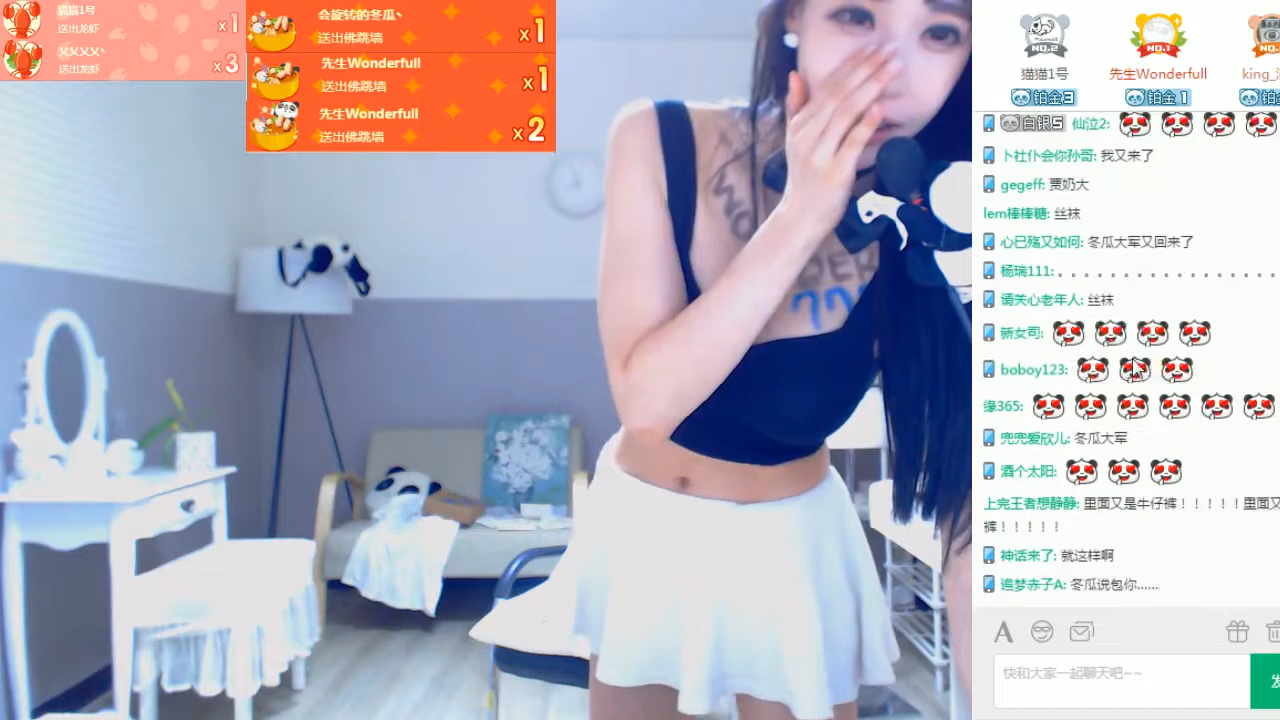 猫猫1号
送出龙虾
x1
乂乂乂乂丶
送出龙虾
x3
会旋转的冬瓜丶
送出佛跳墙
x1
先生Wonderfull
送出佛跳墙
x1
先生Wonderfull
送出佛跳墙
x2
NO.2
NO.1
猫猫1号
先生Wonderfull
铂金3
铂金1
白银5 仙泣2:
卜社仆会你孙哥: 我又来了
gegeff: 贾奶大
lem棒棒糖: 丝袜
心已殇又如何: 冬瓜大军又回来了
杨瑞111: 。。。。。。。。。。。。。。。。。
请关心老年人: 丝袜
新女司:
boboy123:
缘365:
兜兜爱欣儿: 冬瓜大军
酒个太阳:
上完王者想静静: 里面又是牛仔裤！！！！！里面又
裤！！！！！
神话来了: 就这样啊
追梦赤子A: 冬瓜说包你......
A
快和大家一起聊天吧~~